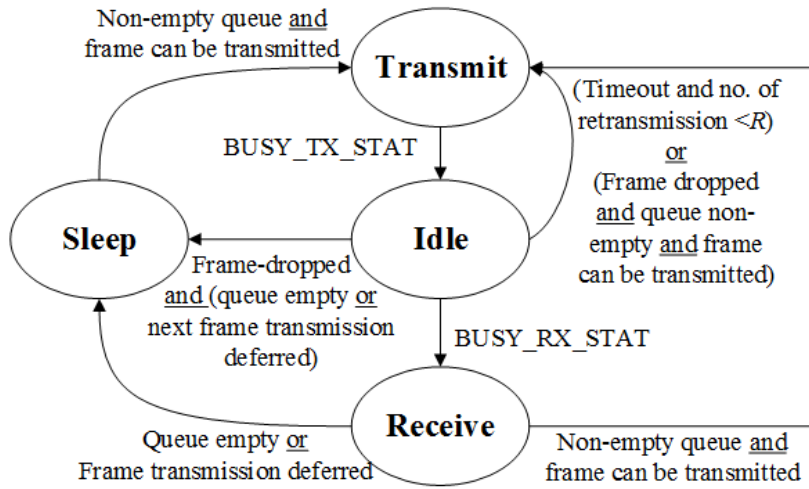 Non-empty queue and
frame can be transmitted
Transmit
(Timeout and no. of
retransmission <R)
or
(Frame dropped
and queue non-
empty and frame
can be transmitted)
BUSY_TX_STAT
Sleep
Idle
Frame-dropped
and (queue empty or
next frame transmission
deferred)
BUSY_RX_STAT
Receive
Queue empty or
Frame transmission deferred
Non-empty queue and
frame can be transmitted